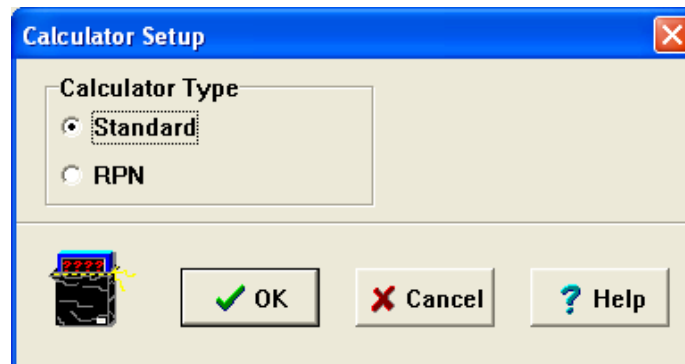 Calculator Setup
Calculator Type
Standard
RPN
????
OK
Cancel
? Help